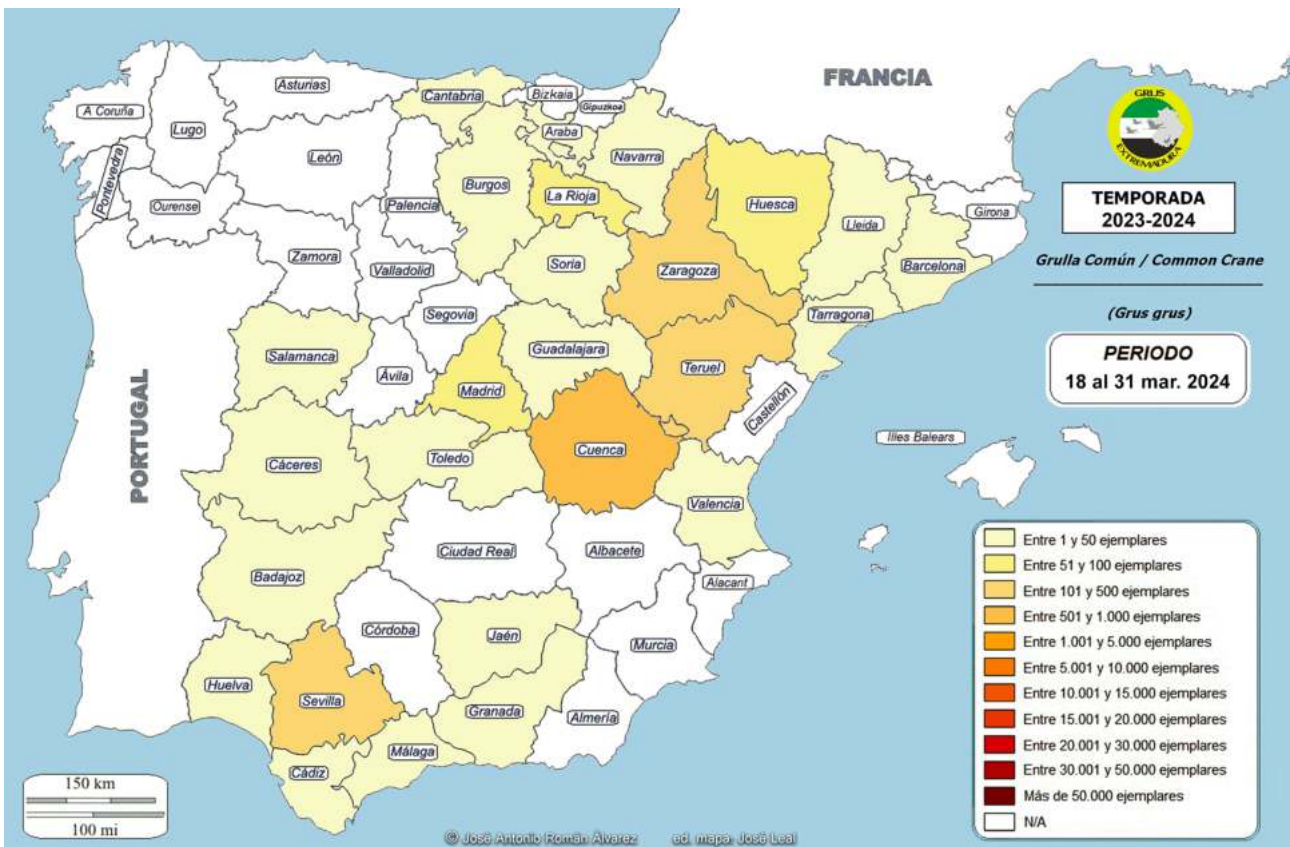 FRANCIA
PORTUGAL
A Coruña
Lugo
Asturias
Cantabria
Bizkaia
Gipuzkoa
Araba
Navarra
Pontevedra
Ourense
León
Palencia
Burgos
La Rioja
Huesca
Lleida
Girona
Barcelona
Zamora
Valladolid
Soria
Zaragoza
Tarragona
Segovia
Salamanca
Ávila
Madrid
Guadalajara
Teruel
Castellón
Cáceres
Toledo
Cuenca
Valencia
Illes Balears
Badajoz
Ciudad Real
Albacete
Alacant
Córdoba
Jaén
Murcia
Huelva
Sevilla
Granada
Almería
Cádiz
Málaga
GRUS
EXTREMADURA
TEMPORADA
2023-2024
Grulla Común / Common Crane
(Grus grus)
PERIODO
18 al 31 mar. 2024
Entre 1 y 50 ejemplares
Entre 51 y 100 ejemplares
Entre 101 y 500 ejemplares
Entre 501 y 1.000 ejemplares
Entre 1.001 y 5.000 ejemplares
Entre 5.001 y 10.000 ejemplares
Entre 10.001 y 15.000 ejemplares
Entre 15.001 y 20.000 ejemplares
Entre 20.001 y 30.000 ejemplares
Entre 30.001 y 50.000 ejemplares
Más de 50.000 ejemplares
N/A
150 km
100 mi
© José Antonio Román Álvarez ed. mapa: José Leal